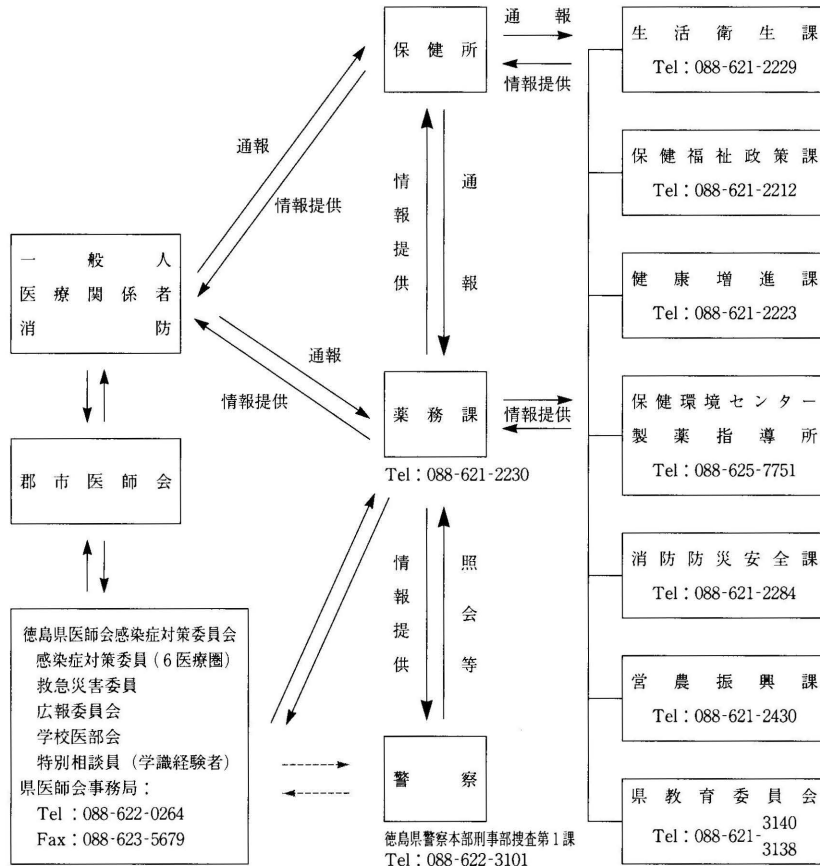 保健所
通報
情報提供
生活衛生課
Tel：088-621-2229
保健福祉政策課
Tel：088-621-2212
健康増進課
Tel：088-621-2223
保健環境センター
製薬指導所
Tel：088-625-7751
消防防災安全課
Tel：088-621-2284
営農振興課
Tel：088-621-2430
県教育委員会
Tel：088-621-3140
3138
通報
情報提供
情報提供
通報
一般人
医療関係者
消防
通報
情報提供
薬務課
Tel：088-621-2230
情報提供
郡市医師会
情報提供
照会等
徳島県医師会感染症対策委員会
感染症対策委員（6医療圏）
救急災害委員
広報委員会
学校医部会
特別相談員（学識経験者）
県医師会事務局：
Tel：088-622-0264
Fax：088-623-5679
警察
徳島県警察本部刑事部捜査第1課
Tel：088-622-3101